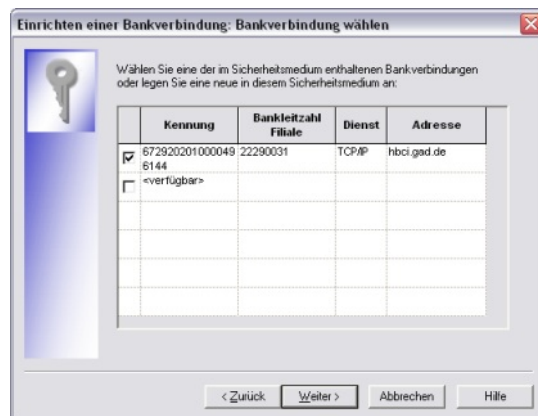 Einrichten einer Bankverbindung: Bankverbindung wählen
Wählen Sie eine der im Sicherheitsmedium enthaltenen Bankverbindungen
oder legen Sie eine neue in diesem Sicherheitsmedium an:
Kennung Bankleitzahl Filiale Dienst Adresse
672920201000049 22290031 TCP/IP hbci.gad.de
6144
<verfügbar>
< Zurück Weiter > Abbrechen Hilfe